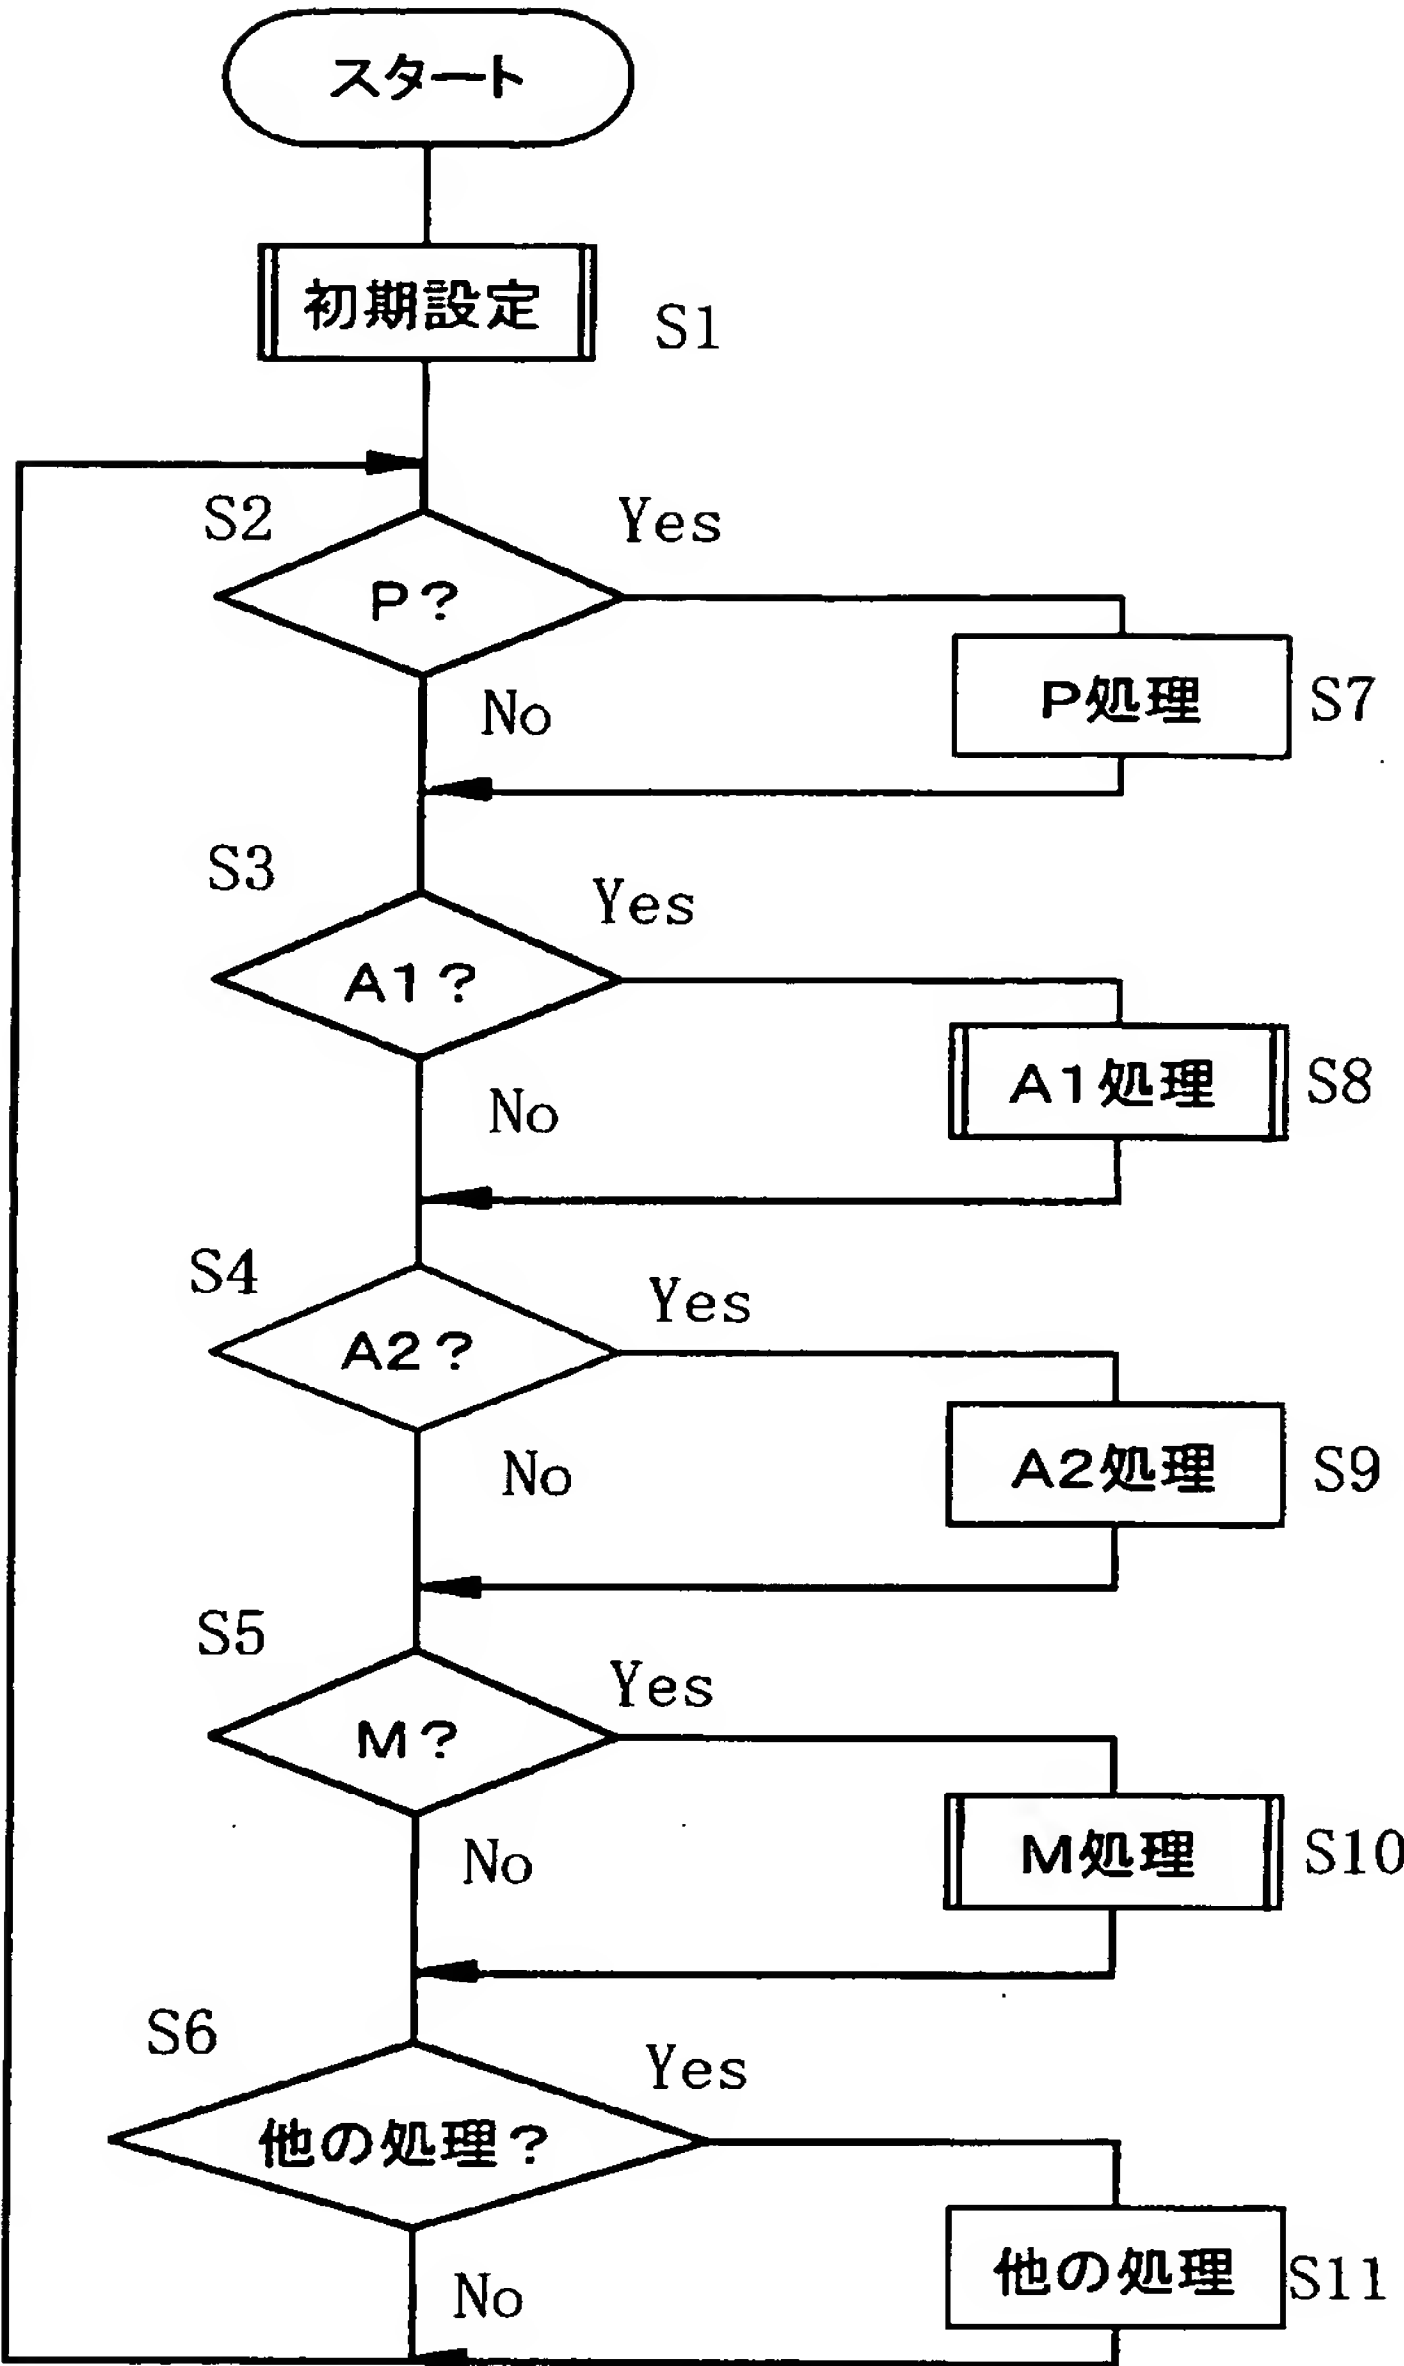 スタート
初期設定 S1
S2 Yes
P?
P処理 S7
No
S3 Yes
A1?
A1処理 S8
No
S4 Yes
A2?
A2処理 S9
No
S5 Yes
M?
M処理 S10
No
S6 Yes
他の処理?
他の処理 S11
No